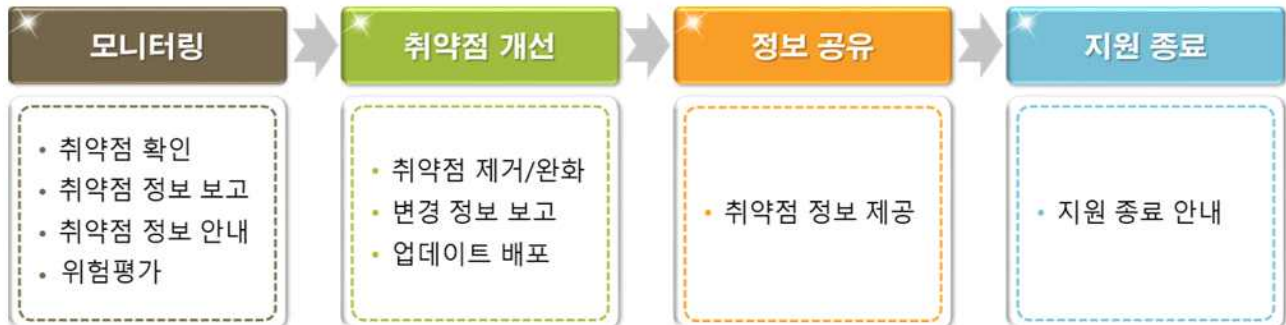 모니터링
취약점 개선
정보 공유
지원 종료
• 취약점 확인
• 취약점 정보 보고
• 취약점 정보 안내
• 위험평가
• 취약점 제거/완화
• 변경 정보 보고
• 업데이트 배포
• 취약점 정보 제공
• 지원 종료 안내